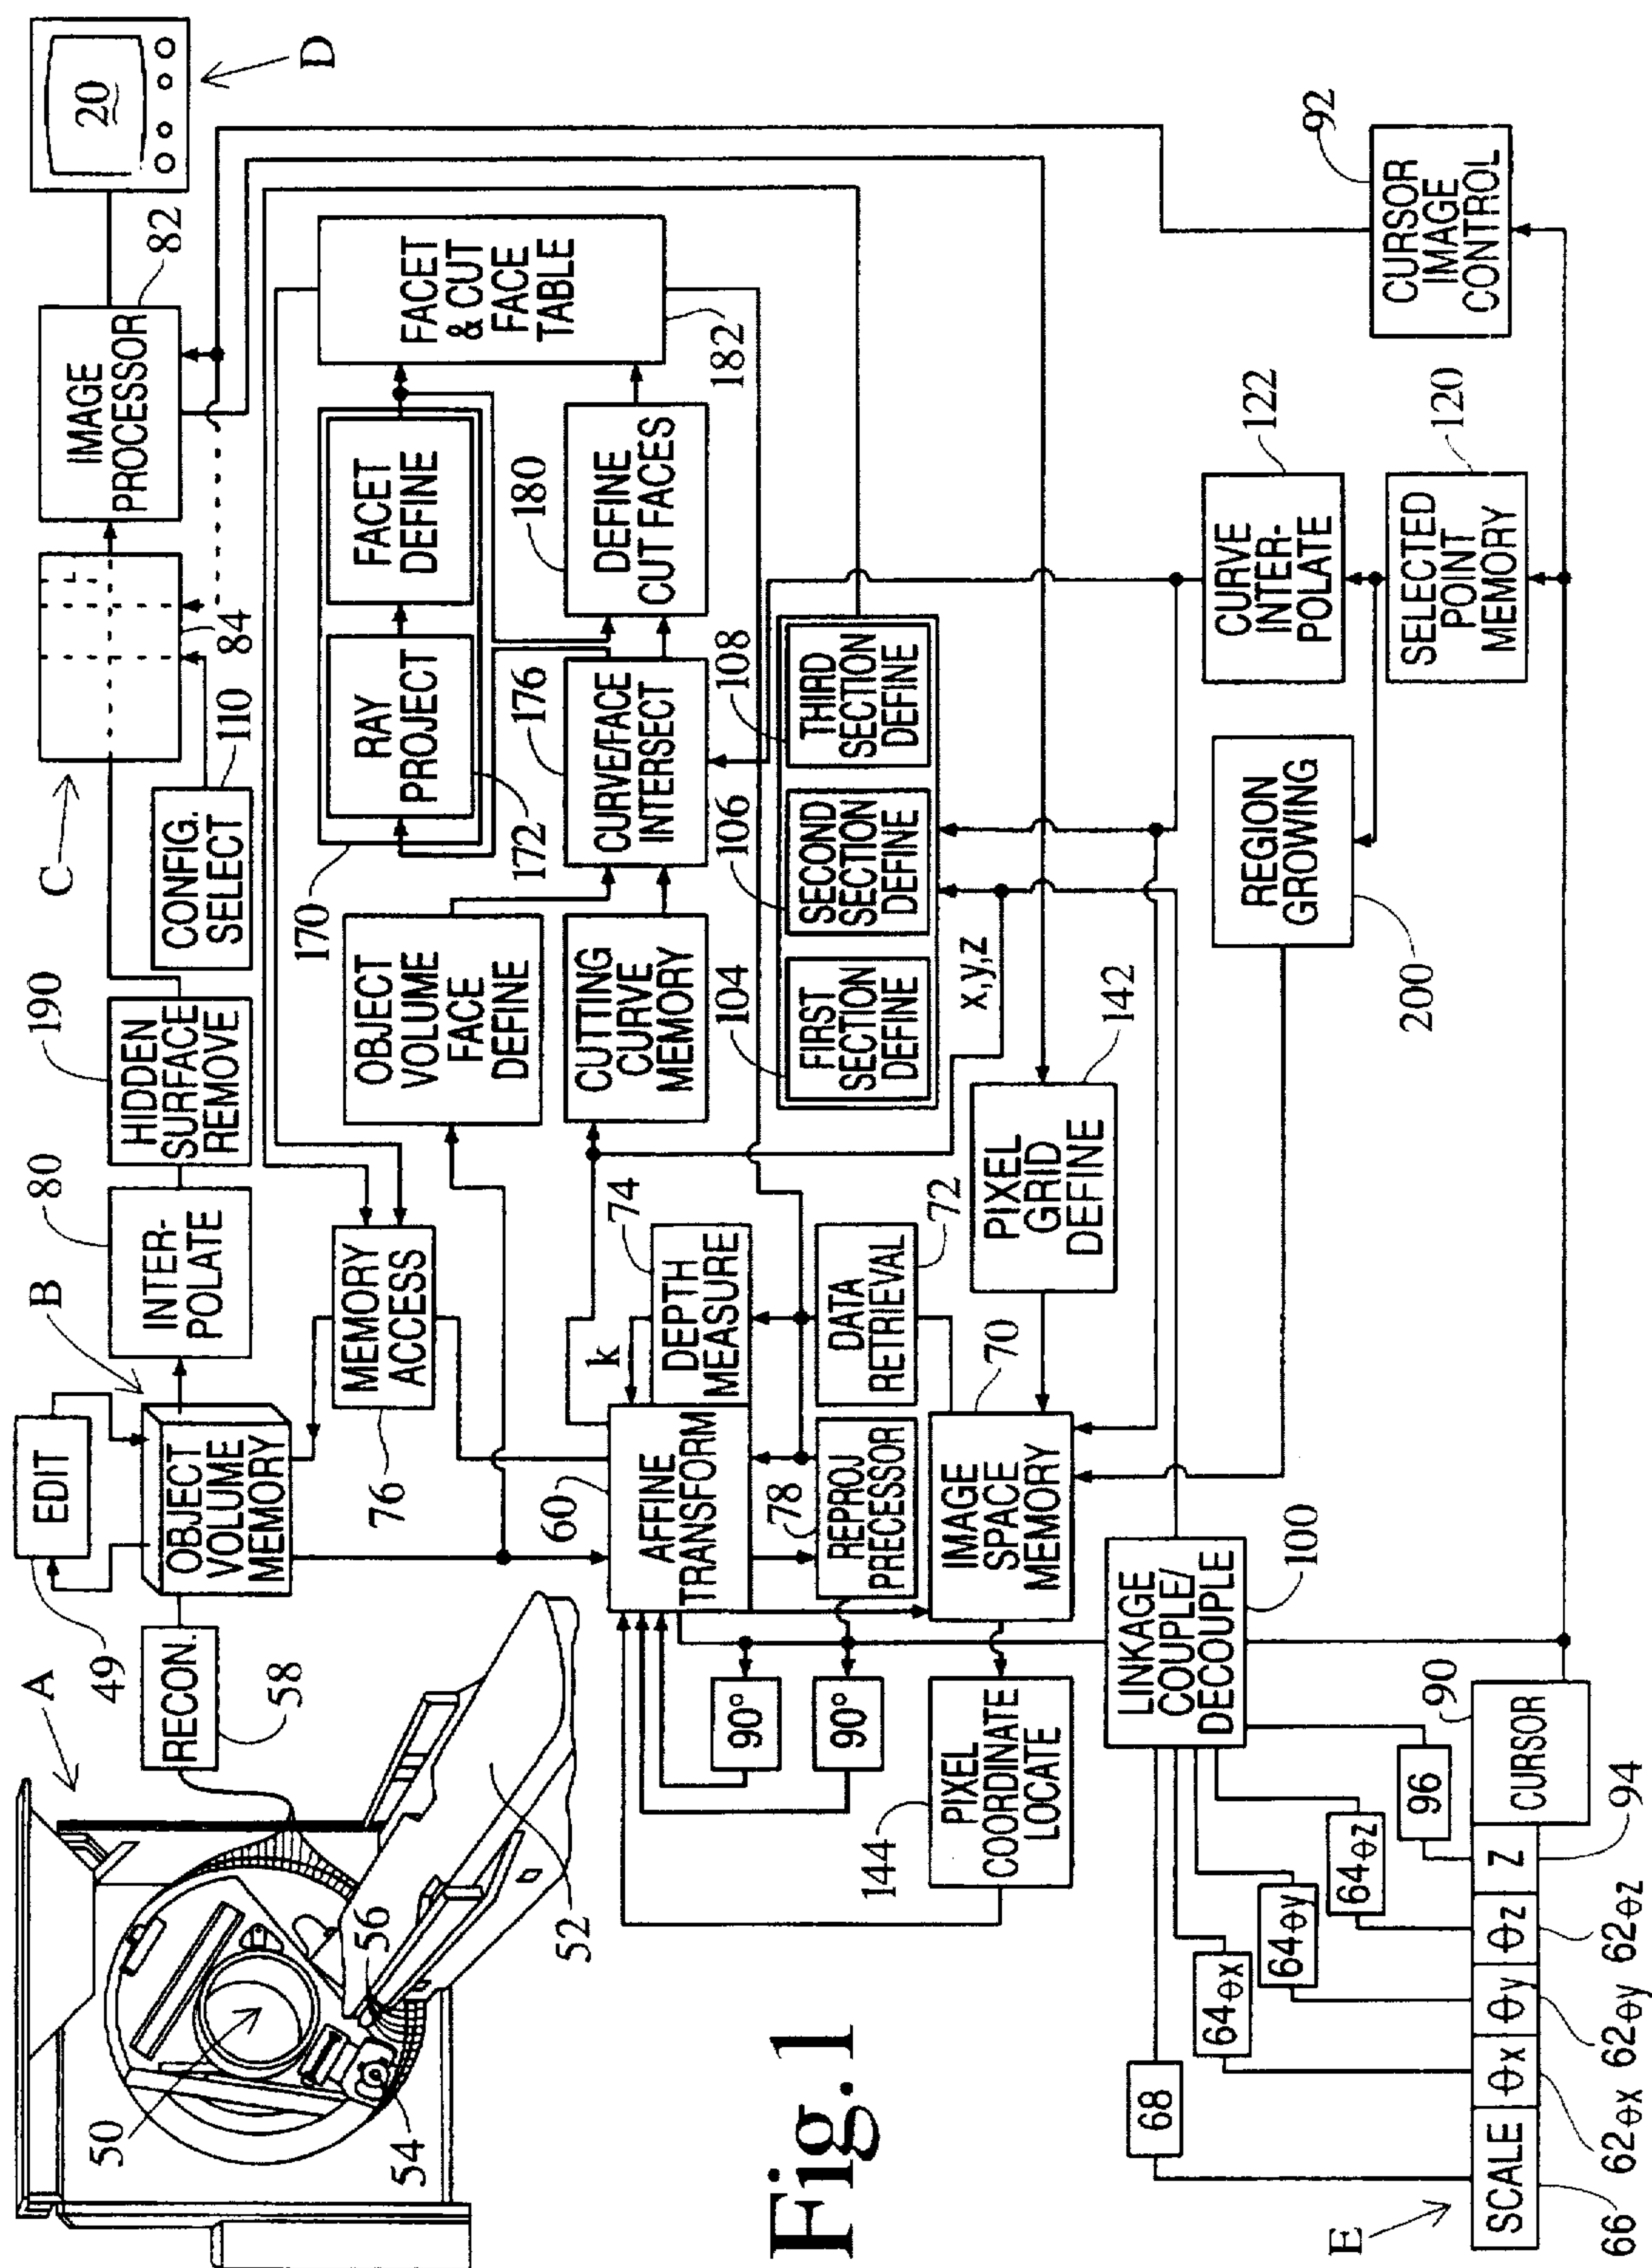 A
50
54
56
52
RECON.
58
EDIT
49
OBJECT
VOLUME
MEMORY
B
INTER-
POLATE
80
HIDDEN
SURFACE
REMOVE
190
CONFIG.
SELECT
110
C
84
IMAGE
PROCESSOR
82
20
D
MEMORY
ACCESS
76
OBJECT
VOLUME
FACE
DEFINE
170
RAY
PROJECT
172
FACET
DEFINE
FACET
& CUT
FACE
TABLE
182
CUTTING
CURVE
MEMORY
CURVE/FACE
INTERSECT
176
DEFINE
CUT FACES
180
AFFINE
TRANSFORM
60
k
DEPTH
MEASURE
74
REPROJ
PRECESSOR
78
DATA
RETRIEVAL
72
IMAGE
SPACE
MEMORY
70
90°
90°
PIXEL
COORDINATE
LOCATE
144
FIRST
SECTION
DEFINE
104
SECOND
SECTION
DEFINE
106
THIRD
SECTION
DEFINE
108
x,y,z
PIXEL
GRID
DEFINE
142
REGION
GROWING
200
CURVE
INTER-
POLATE
122
SELECTED
POINT
MEMORY
120
CURSOR
IMAGE
CONTROL
92
LINKAGE
COUPLE/
DECOUPLE
100
68
64θx
64θy
64θz
96
E
SCALE
θx
θy
θz
Z
CURSOR
90
66
62θx
62θy
62θz
94
Fig.1